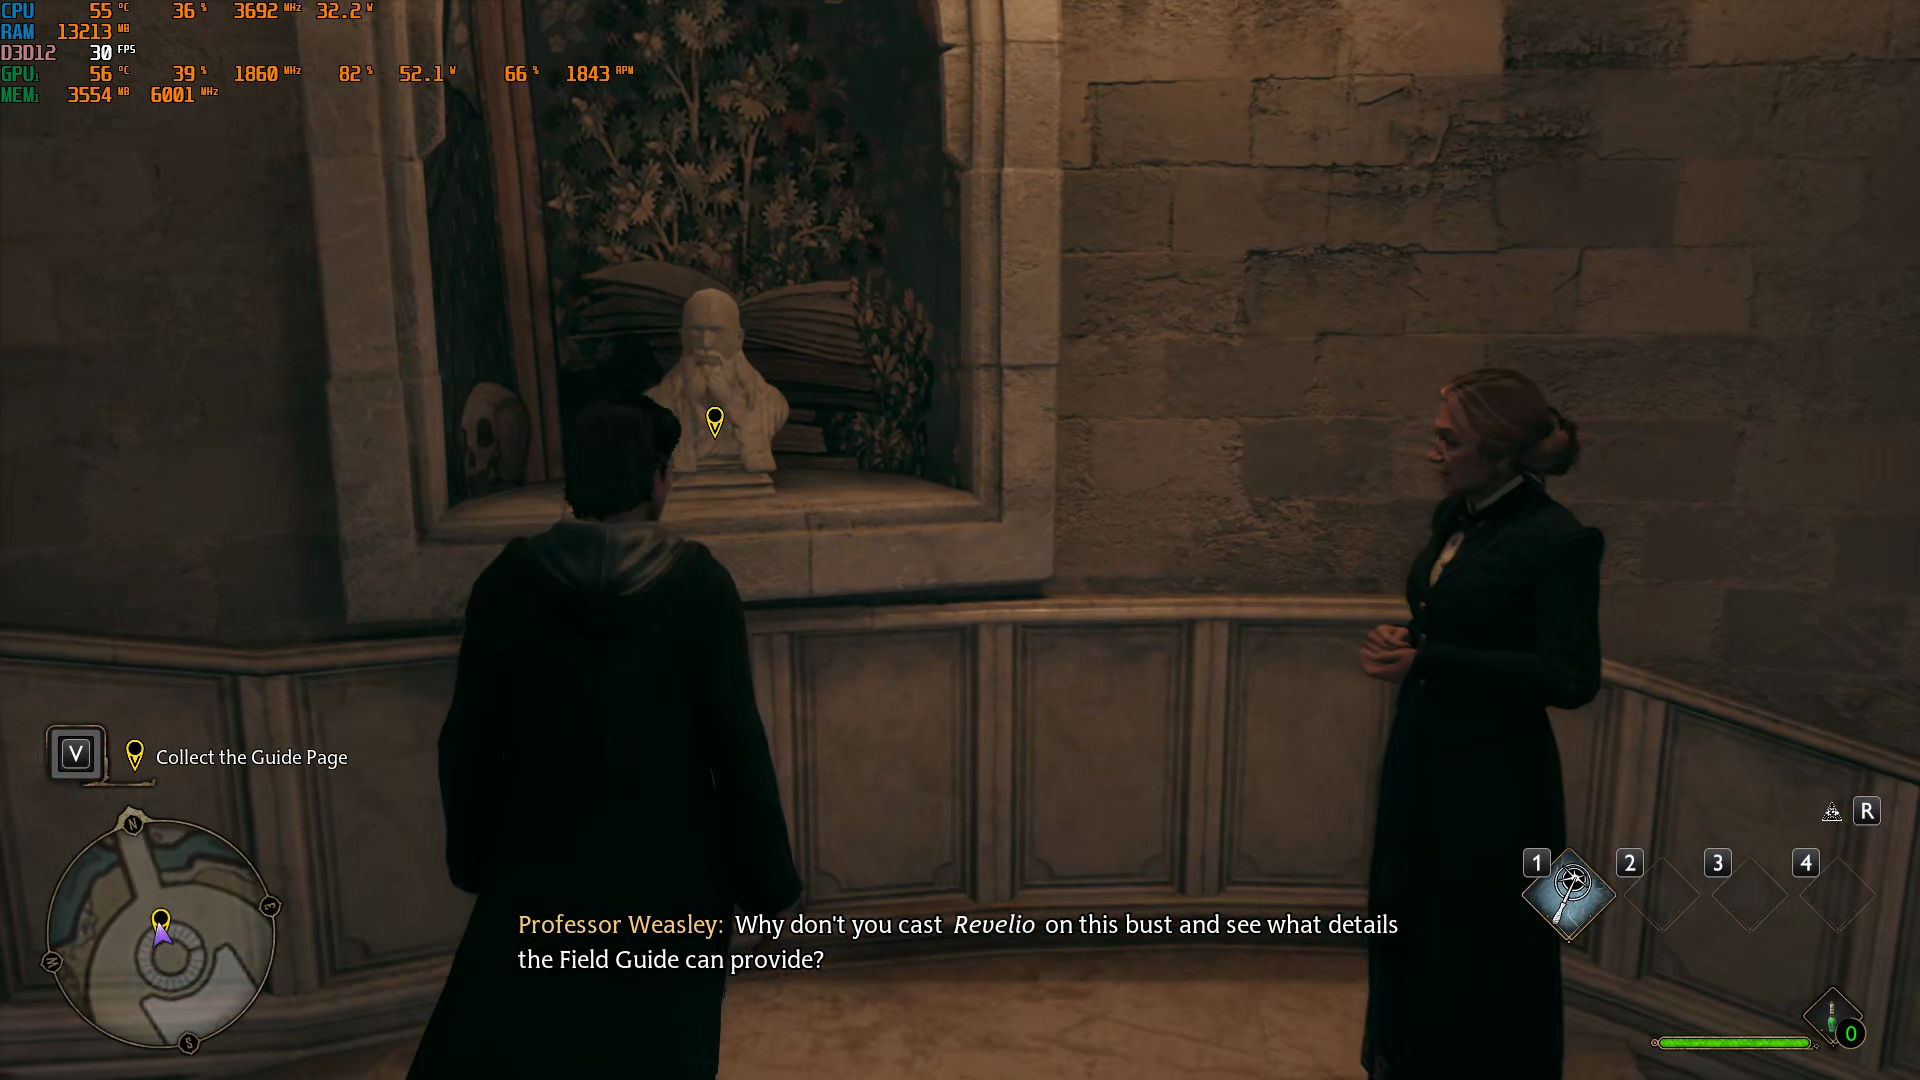 CPU 55 °C 36 % 3692 MHz 32.2 W
RAM 13213 MB
D3D12 30 FPS
GPU1 56 °C 39 % 1860 MHz 82 % 52.1 W 66 % 1843 RPM
MEM1 3554 MB 6001 MHz
V Collect the Guide Page
N
E
W
S
R
1 2 3 4
Professor Weasley: Why don't you cast Revelio on this bust and see what details
the Field Guide can provide?
0